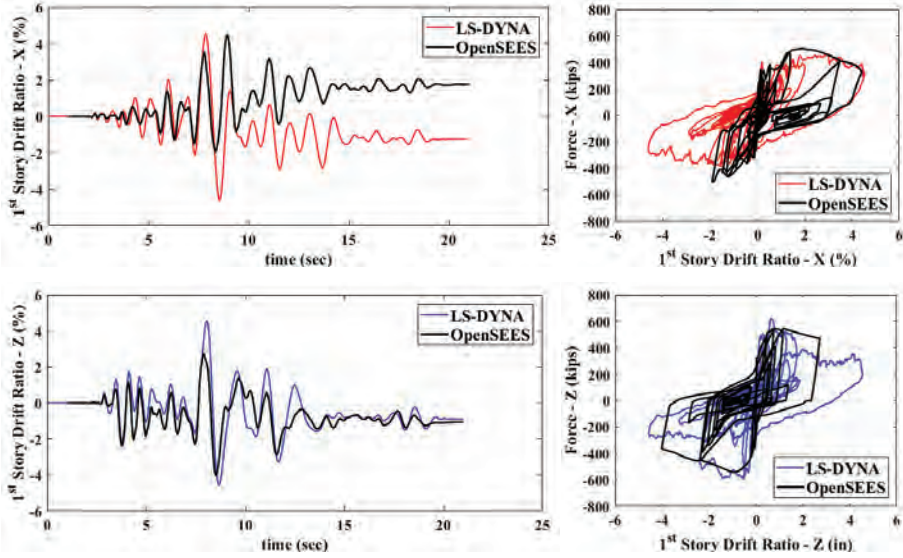 1st Story Drift Ratio - X (%)
6
4
2
0
-2
-4
-6
LS-DYNA
OpenSEES
0 5 10 15 20 25
time (sec)
Force - X (kips)
800
600
400
200
0
-200
-400
-600
-800
LS-DYNA
OpenSEES
-6 -4 -2 0 2 4 6
1st Story Drift Ratio - X (%)
1st Story Drift Ratio - Z (%)
6
4
2
0
-2
-4
-6
LS-DYNA
OpenSEES
0 5 10 15 20 25
time (sec)
Force - Z (kips)
800
600
400
200
0
-200
-400
-600
-800
LS-DYNA
OpenSEES
-6 -4 -2 0 2 4 6
1st Story Drift Ratio - Z (in)